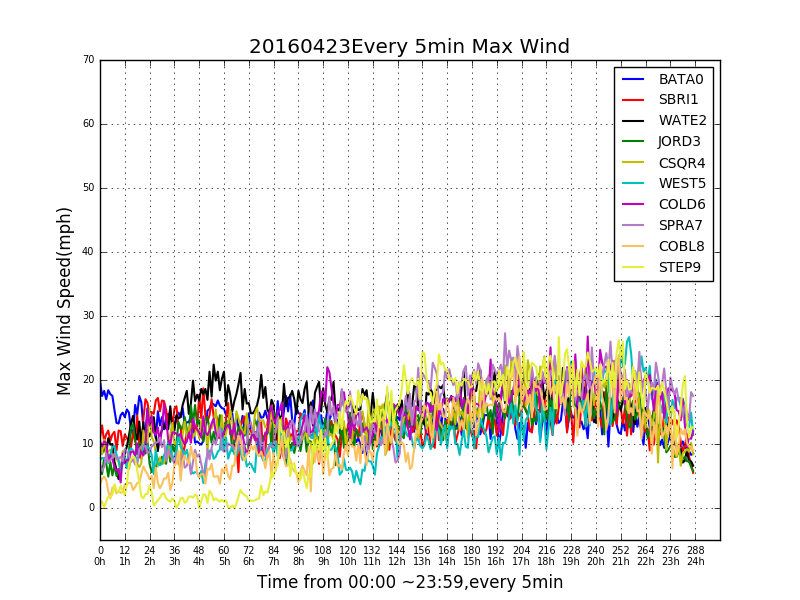 20160423Every 5min Max Wind
70
60
50
40
30
20
10
0
Max Wind Speed(mph)
BATA0
SBRI1
WATE2
JORD3
CSQR4
WEST5
COLD6
SPRA7
COBL8
STEP9
0 12 24 36 48 60 72 84 96 108 120 132 144 156 168 180 192 204 216 228 240 252 264 276 288
0h 1h 2h 3h 4h 5h 6h 7h 8h 9h 10h 11h 12h 13h 14h 15h 16h 17h 18h 19h 20h 21h 22h 23h 24h
Time from 00:00 ~23:59,every 5min